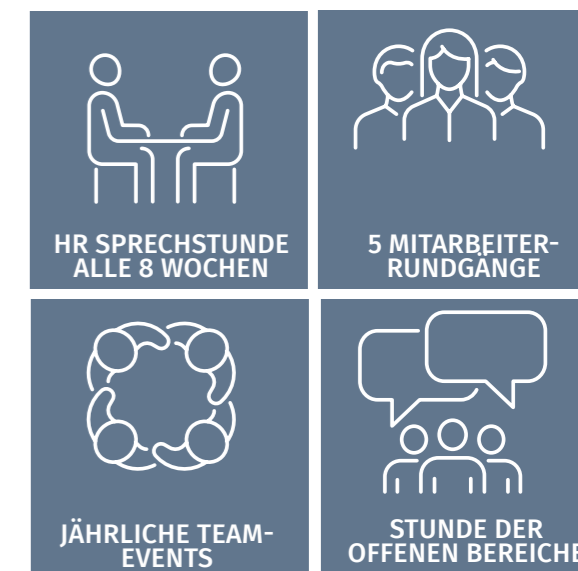 HR SPRECHSTUNDE
ALLE 8 WOCHEN
5 MITARBEITER-
RUNDGÄNGE
JÄHRLICHE TEAM-
EVENTS
STUNDE DER
OFFENEN BEREICHE